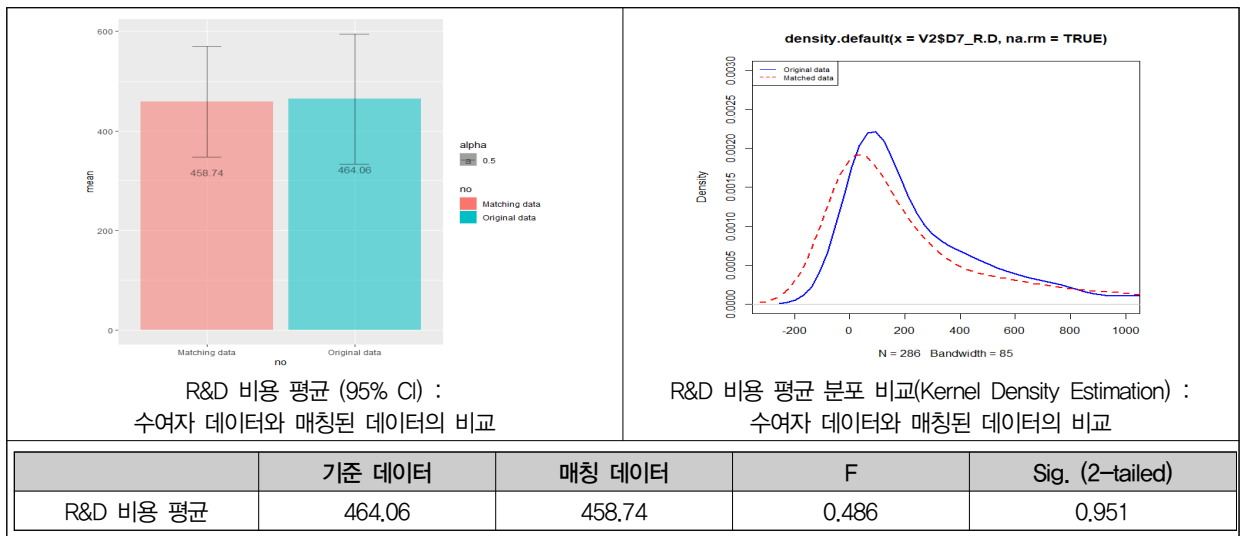 600
400
200
0
mean
458.74
464.06
Matching data
Original data
no
alpha
a 0.5
no
Matching data
Original data
R&D 비용 평균 (95% CI) :
수여자 데이터와 매칭된 데이터의 비교
density.default(x = V2$D7_R.D, na.rm = TRUE)
Original data
Matched data
Density
0.0030
0.0025
0.0020
0.0015
0.0010
0.0005
0.0000
-200
0
200
400
600
800
1000
N = 286 Bandwidth = 85
R&D 비용 평균 분포 비교(Kernel Density Estimation) :
수여자 데이터와 매칭된 데이터의 비교
기준 데이터 매칭 데이터 F Sig. (2-tailed)
R&D 비용 평균 464.06 458.74 0.486 0.951